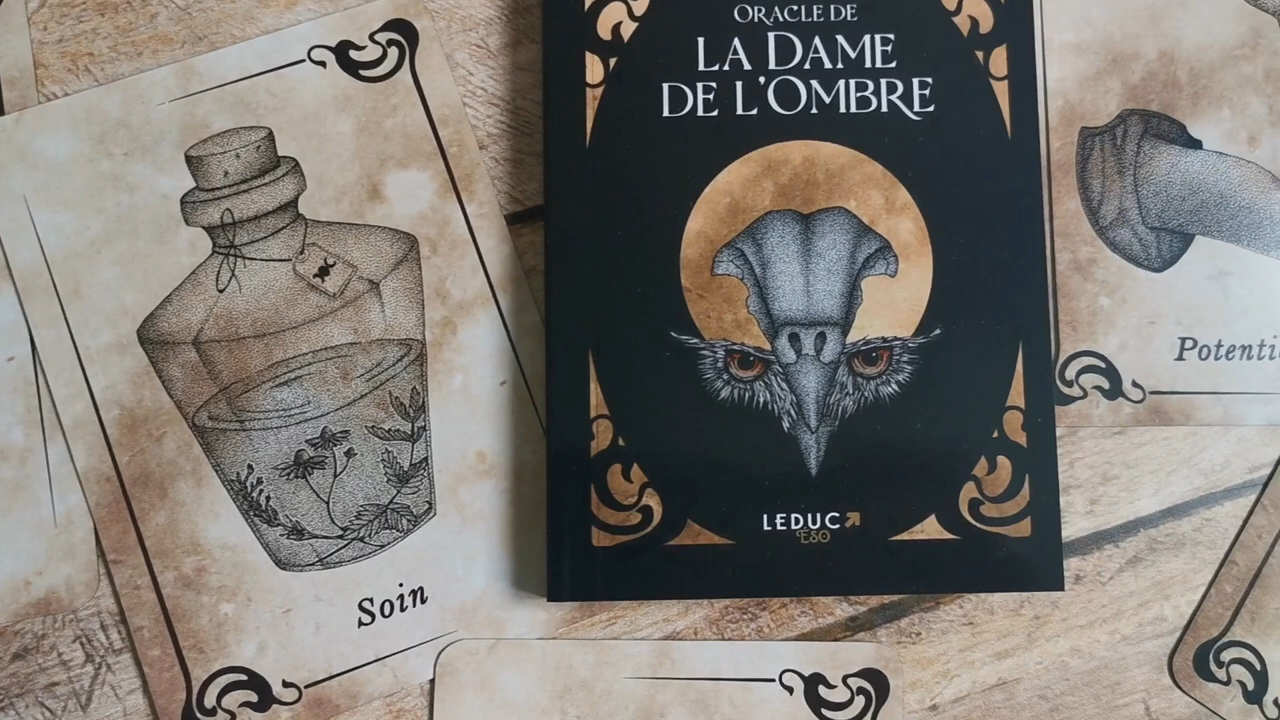 ORACLE DE
LA DAME
DE L'OMBRE
LEDUC
ESO
Soin